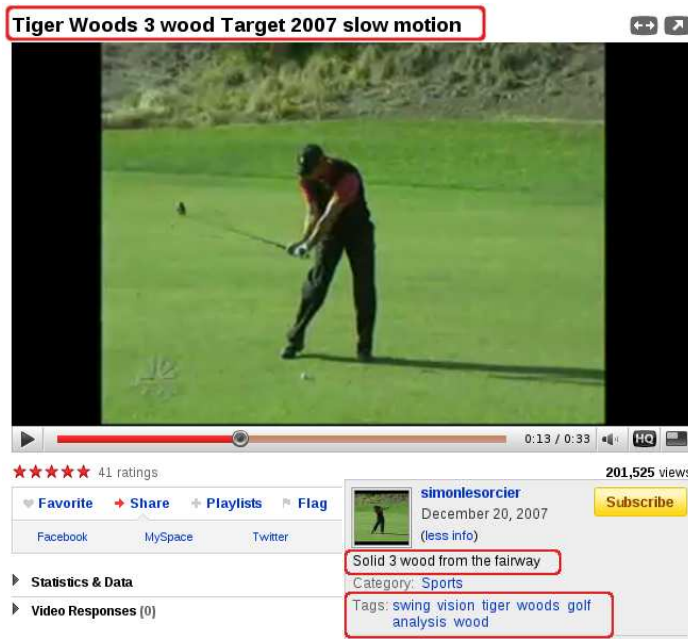 Tiger Woods 3 wood Target 2007 slow motion
0:13 / 0:33
HQ
41 ratings
201,525 views
Favorite Share Playlists Flag
Facebook MySpace Twitter
simonlesorcier
December 20, 2007
(less info)
Subscribe
Solid 3 wood from the fairway
Category: Sports
Tags: swing vision tiger woods golf
analysis wood
Statistics & Data
Video Responses (0)